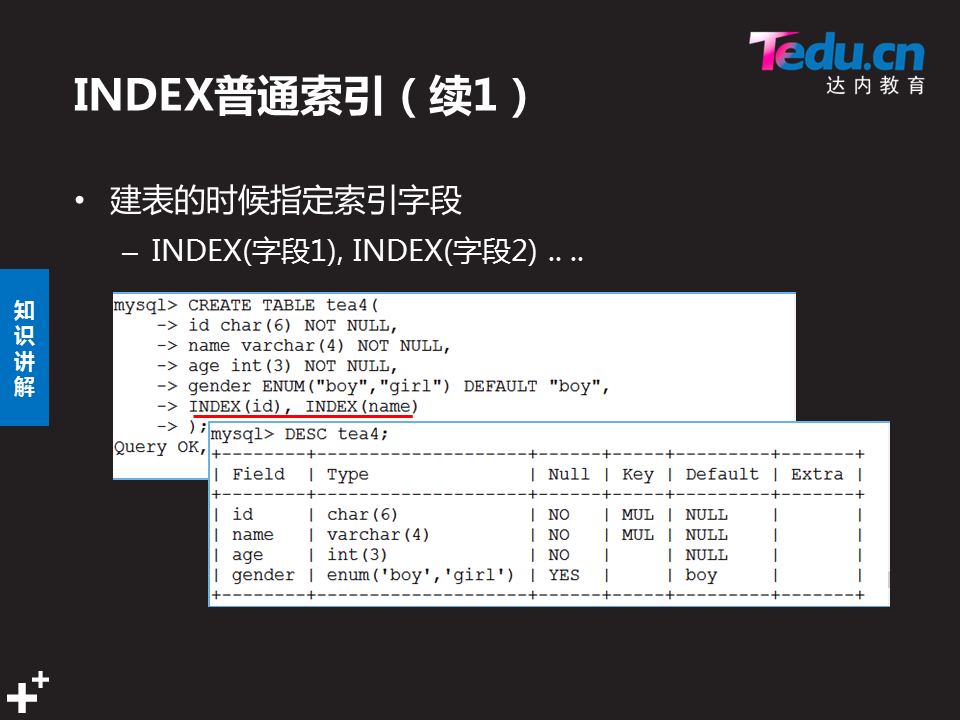 Tedu.cn
达内教育
INDEX普通索引（续1）
• 建表的时候指定索引字段
– INDEX(字段1), INDEX(字段2) .. ..
知识讲解
mysql> CREATE TABLE tea4(
    -> id char(6) NOT NULL,
    -> name varchar(4) NOT NULL,
    -> age int(3) NOT NULL,
    -> gender ENUM("boy","girl") DEFAULT "boy",
    -> INDEX(id), INDEX(name)
    -> );
Query OK,
mysql> DESC tea4;
+--------+--------------------+------+-----+---------+-------+
| Field  | Type               | Null | Key | Default | Extra |
+--------+--------------------+------+-----+---------+-------+
| id     | char(6)            | NO   | MUL | NULL    |       |
| name   | varchar(4)         | NO   | MUL | NULL    |       |
| age    | int(3)             | NO   |     | NULL    |       |
| gender | enum('boy','girl') | YES  |     | boy     |       |
+--------+--------------------+------+-----+---------+-------+